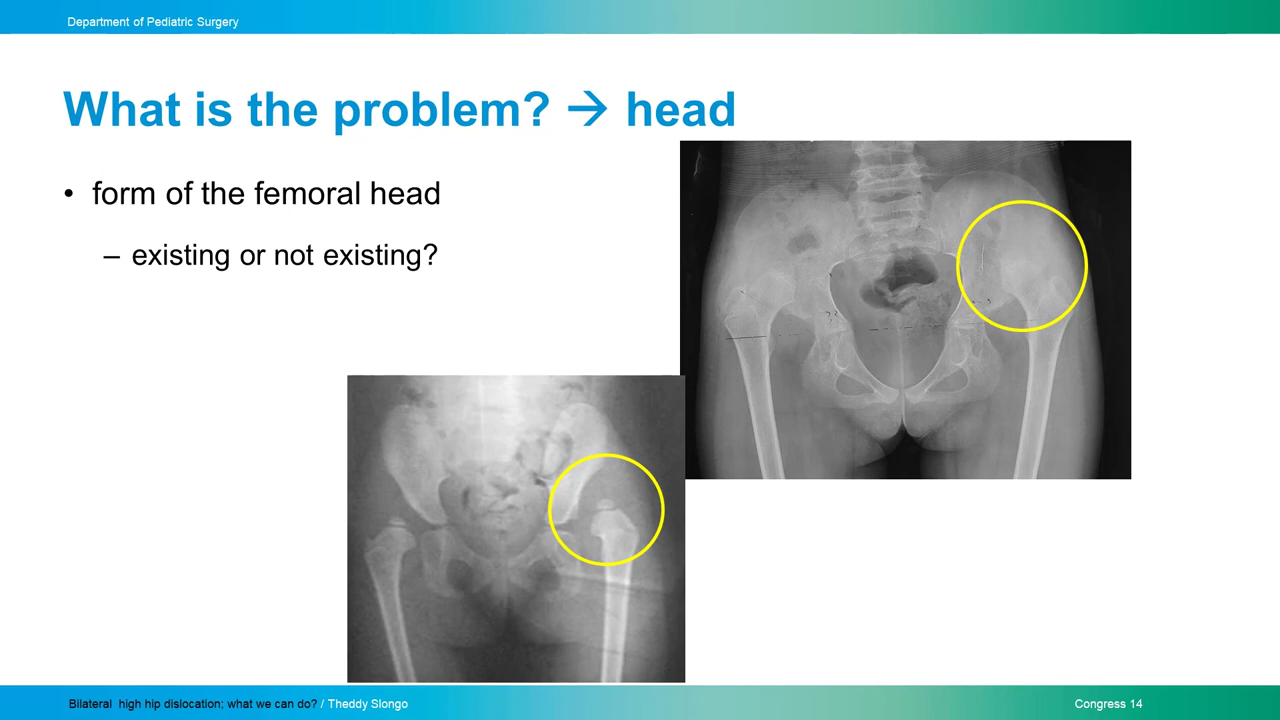 Department of Pediatric Surgery
What is the problem? → head
• form of the femoral head
– existing or not existing?
Bilateral high hip dislocation; what we can do? / Theddy Slongo
Congress 14